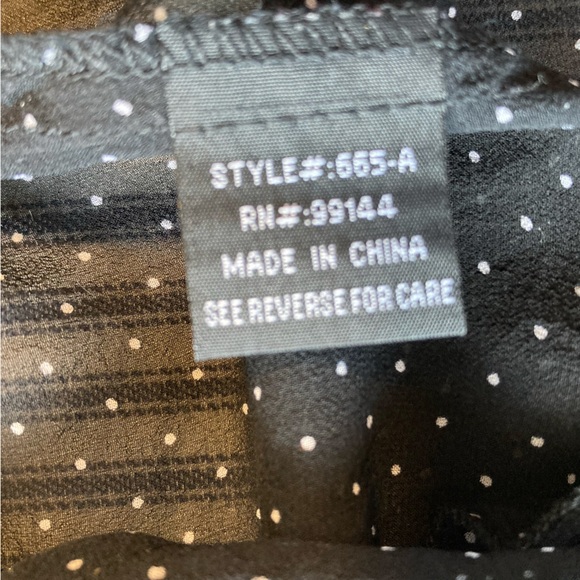 STYLE#:665-A
RN#:99144
MADE IN CHINA
SEE REVERSE FOR CARE